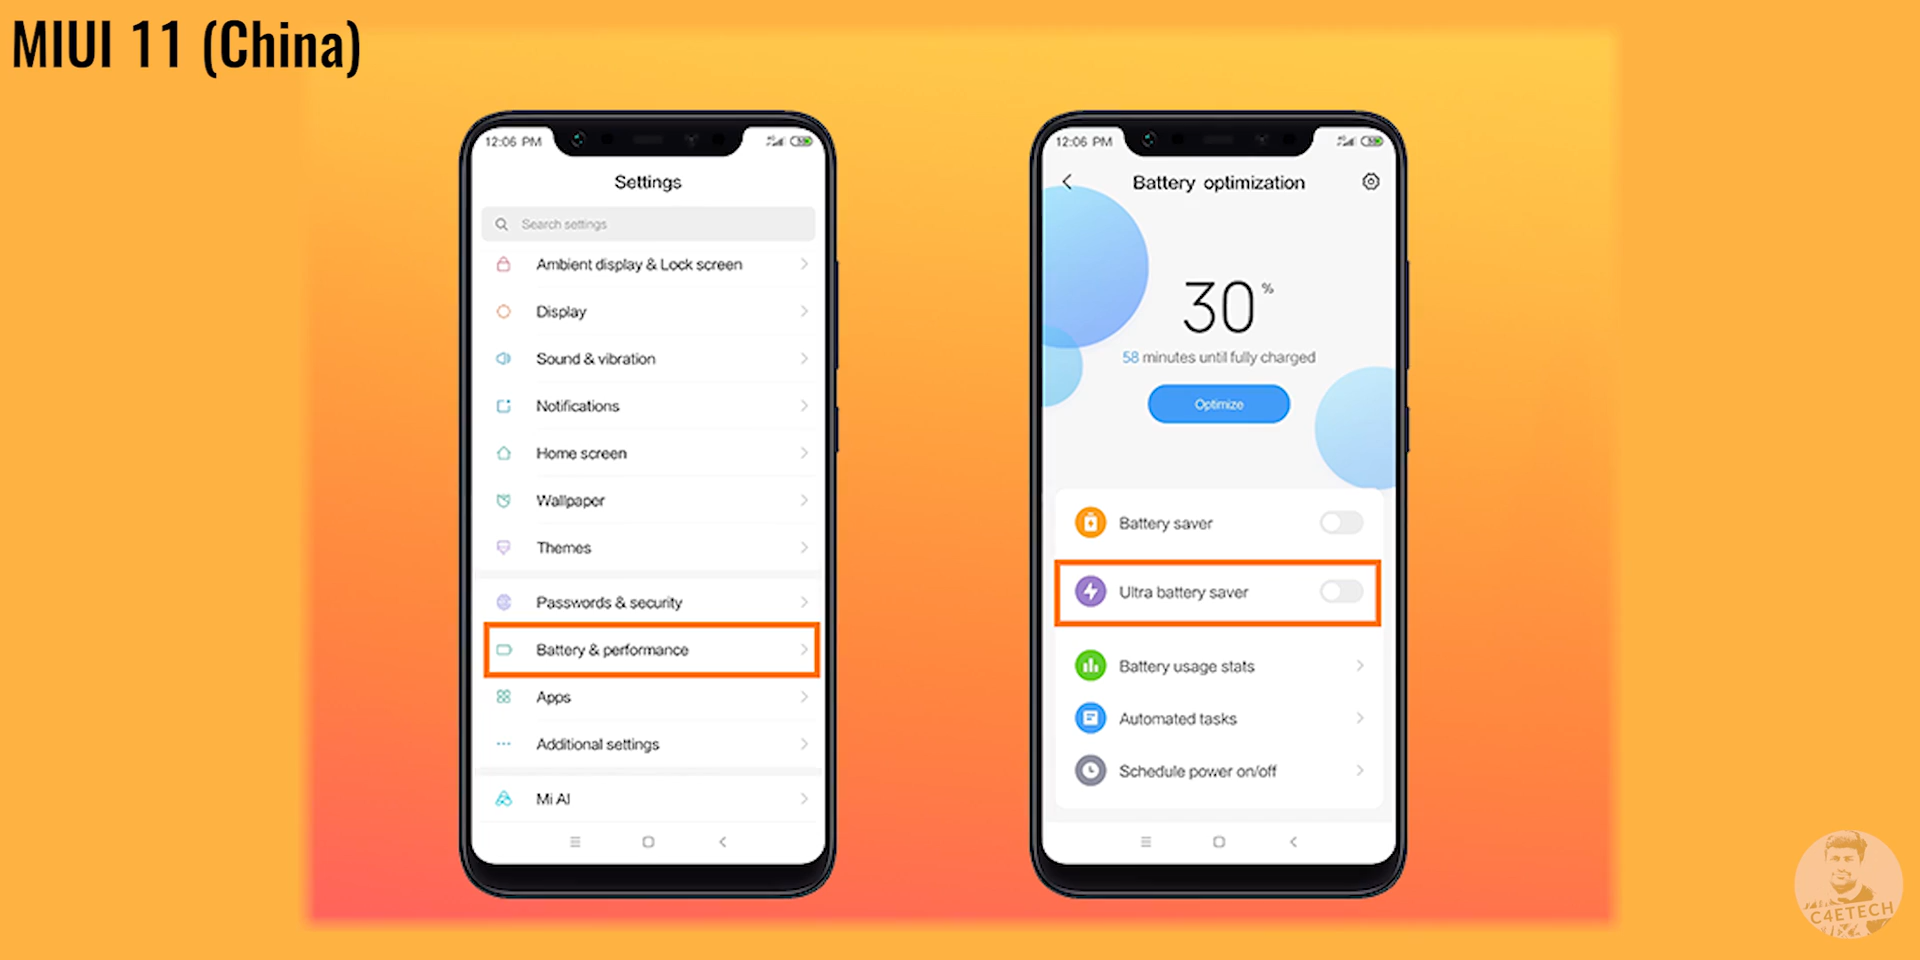 MIUI 11 (China)
12:06 PM
Settings
Search settings
Ambient display & Lock screen
Display
Sound & vibration
Notifications
Home screen
Wallpaper
Themes
Passwords & security
Battery & performance
Apps
Additional settings
Mi AI
12:06 PM
Battery optimization
30%
58 minutes until fully charged
Optimize
Battery saver
Ultra battery saver
Battery usage stats
Automated tasks
Schedule power on/off
C4ETECH